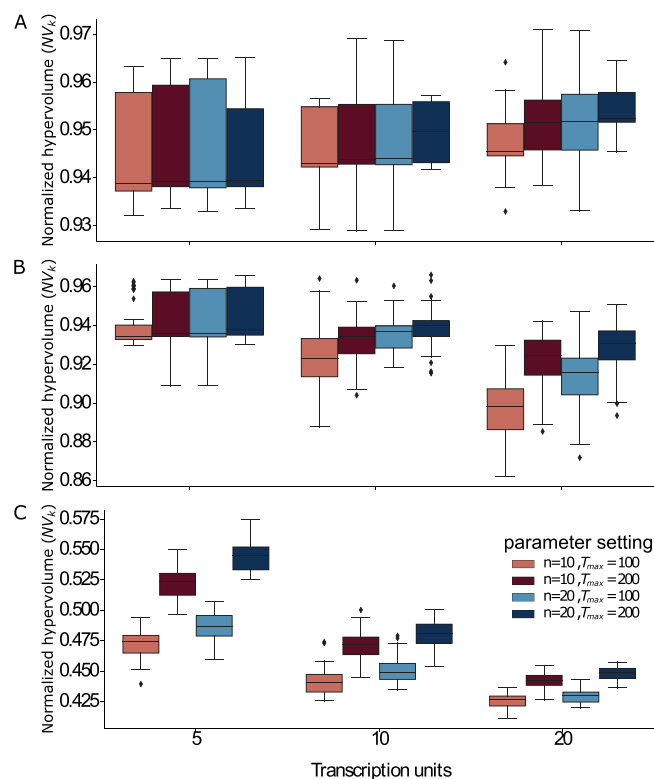 A
Normalized hypervolume (NVₖ)
0.97
0.96
0.95
0.94
0.93
B
Normalized hypervolume (NVₖ)
0.96
0.94
0.92
0.90
0.88
0.86
C
Normalized hypervolume (NVₖ)
0.575
0.550
0.525
0.500
0.475
0.450
0.425
parameter setting
n=10 ,Tₘₐₓ = 100
n=10 ,Tₘₐₓ = 200
n=20 ,Tₘₐₓ = 100
n=20 ,Tₘₐₓ = 200
5 10 20
Transcription units